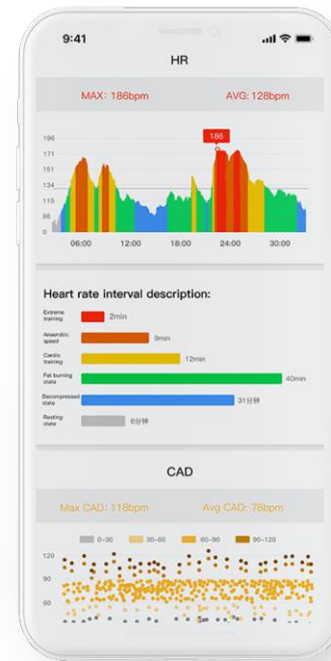 9:41
HR
MAX: 186bpm AVG: 128bpm
186
196
171
151
134
115
86
0
06:00 12:00 18:00 24:00 30:00
Heart rate interval description:
Extreme
training
2min
Anaerobic
speed
9min
Cardio
training
12min
Fat burning
state
40min
Decompressed
state
31分钟
Resting
state
6分钟
CAD
Max CAD: 118bpm Avg CAD: 78bpm
0-30 30-60 60-90 90-120
120
90
60